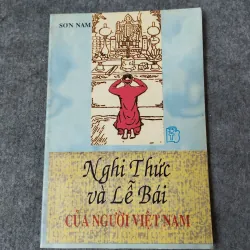 SƠN NAM
Nghi Thức
và Lễ Bái
CỦA NGƯỜI VIỆT NAM